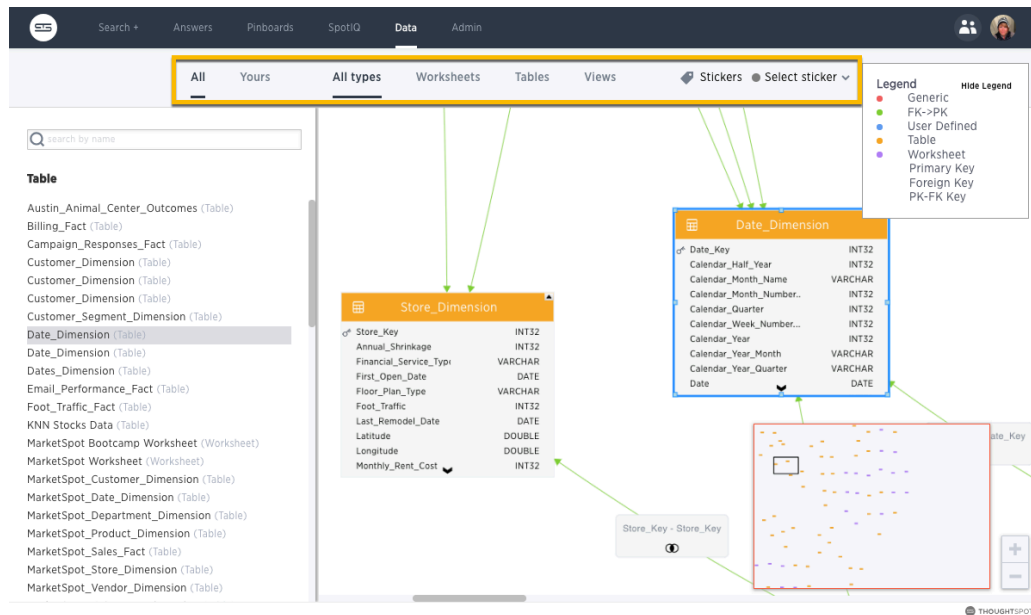 Search + Answers Pinboards SpotIQ Data Admin
All Yours All types Worksheets Tables Views Stickers Select sticker
Legend Hide Legend
Generic
FK->PK
User Defined
Table
Worksheet
Primary Key
Foreign Key
PK-FK Key
search by name
Table
Austin_Animal_Center_Outcomes (Table)
Billing_Fact (Table)
Campaign_Responses_Fact (Table)
Customer_Dimension (Table)
Customer_Dimension (Table)
Customer_Dimension (Table)
Customer_Segment_Dimension (Table)
Date_Dimension (Table)
Date_Dimension (Table)
Dates_Dimension (Table)
Email_Performance_Fact (Table)
Foot_Traffic_Fact (Table)
KNN Stocks Data (Table)
MarketSpot Bootcamp Worksheet (Worksheet)
MarketSpot Worksheet (Worksheet)
MarketSpot_Customer_Dimension (Table)
MarketSpot_Date_Dimension (Table)
MarketSpot_Department_Dimension (Table)
MarketSpot_Product_Dimension (Table)
MarketSpot_Sales_Fact (Table)
MarketSpot_Store_Dimension (Table)
MarketSpot_Vendor_Dimension (Table)
Store_Dimension
Store_Key INT32
Annual_Shrinkage INT32
Financial_Service_Type VARCHAR
First_Open_Date DATE
Floor_Plan_Type VARCHAR
Foot_Traffic INT32
Last_Remodel_Date DATE
Latitude DOUBLE
Longitude DOUBLE
Monthly_Rent_Cost INT32
Date_Dimension
Date_Key INT32
Calendar_Half_Year INT32
Calendar_Month_Name VARCHAR
Calendar_Month_Number.. INT32
Calendar_Quarter INT32
Calendar_Week_Number... INT32
Calendar_Year INT32
Calendar_Year_Month VARCHAR
Calendar_Year_Quarter VARCHAR
Date DATE
Store_Key - Store_Key
ate_Key
+
−
THOUGHTSPOT